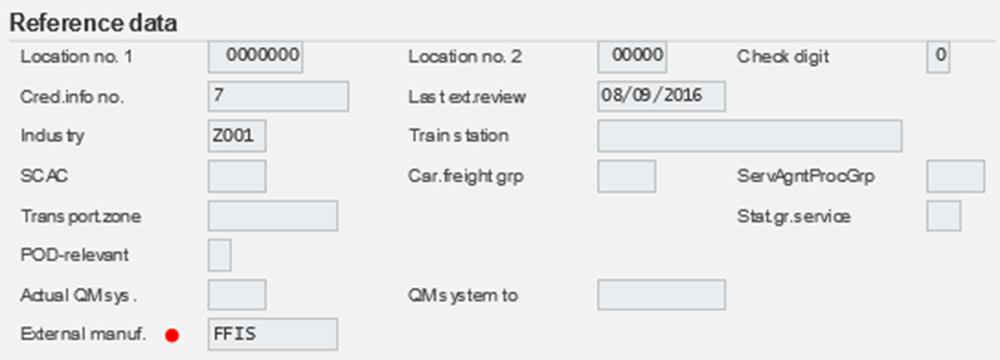 Reference data
Location no. 1 0000000 Location no. 2 00000 Check digit 0
Cred.info no. 7 Last ext.review 08/09/2016
Industry Z001 Train station
SCAC Car.freight grp ServAgntProcGrp
Transport.zone Stat.gr.service
POD-relevant
Actual QM sys. QM system to
External manuf. FFIS